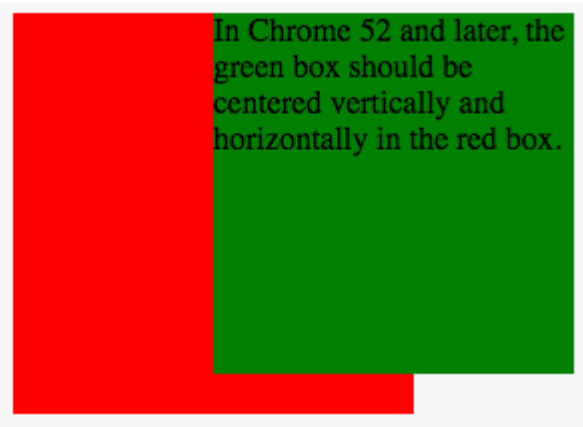 In Chrome 52 and later, the
green box should be
centered vertically and
horizontally in the red box.